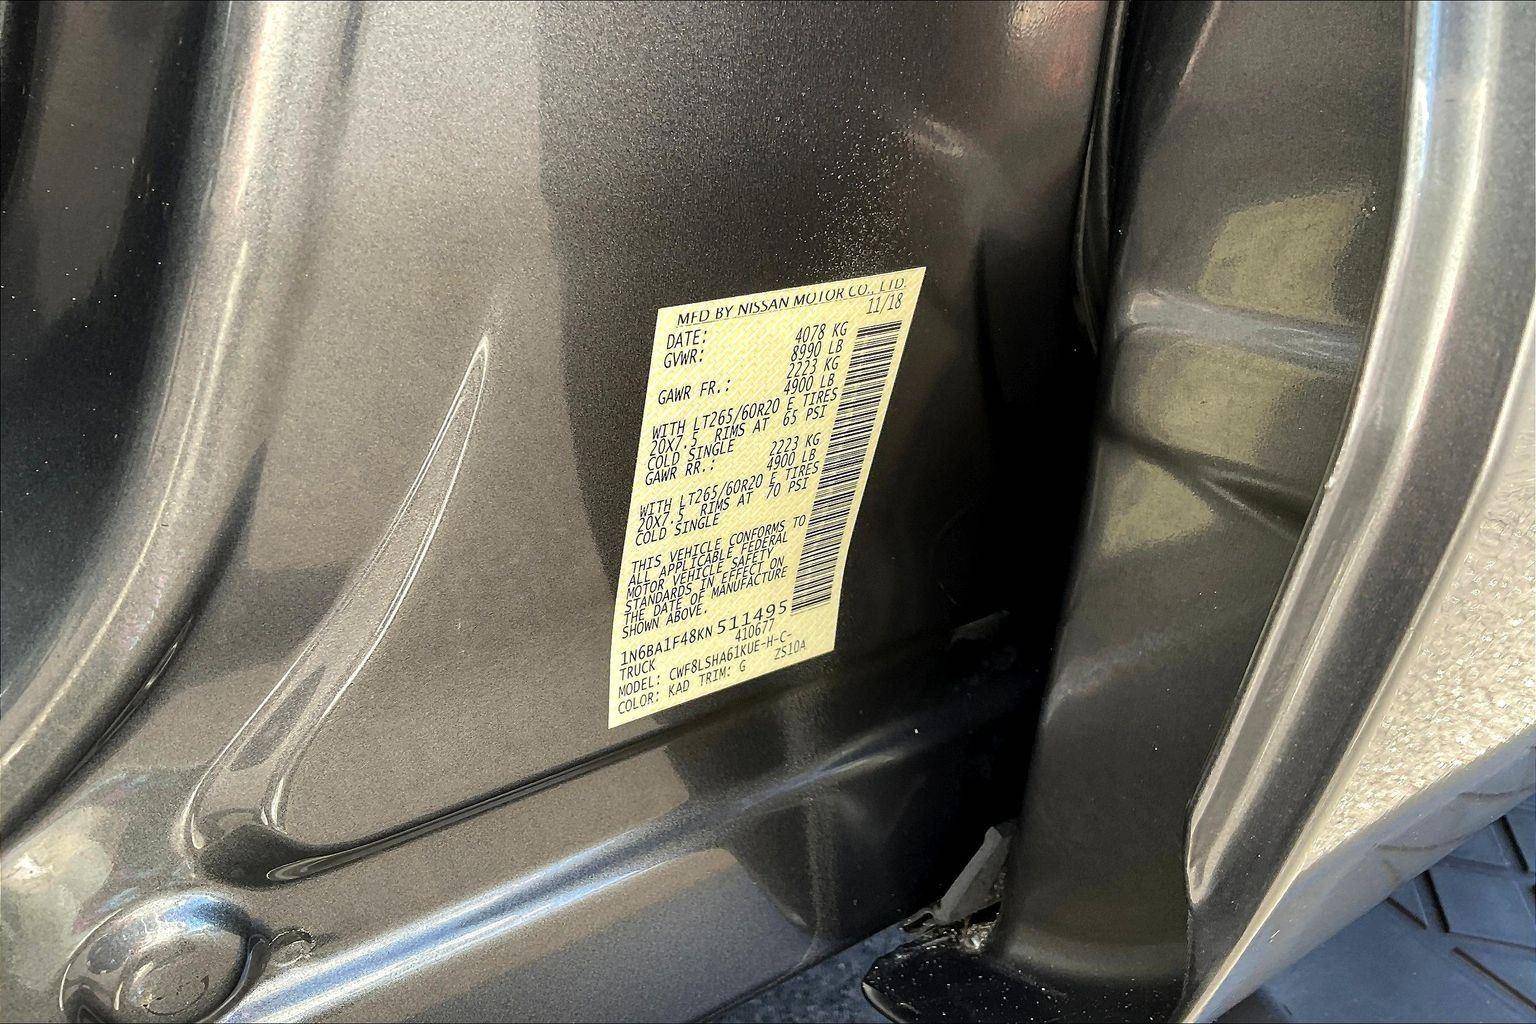 MFD BY NISSAN MOTOR CO., LTD.
DATE: 11/18
GVWR: 4078 KG
8990 LB
GAWR FR.: 2223 KG
4900 LB
WITH LT265/60R20 E TIRES
20X7.5 RIMS AT 65 PSI
COLD SINGLE
GAWR RR.: 2223 KG
4900 LB
WITH LT265/60R20 E TIRES
20X7.5 RIMS AT 70 PSI
COLD SINGLE
THIS VEHICLE CONFORMS TO
ALL APPLICABLE FEDERAL
MOTOR VEHICLE SAFETY
STANDARDS IN EFFECT ON
THE DATE OF MANUFACTURE
SHOWN ABOVE.
1N6BA1F48KN511495
TRUCK 410677
MODEL: CWF8LSHA61KUE-H-C-
COLOR: KAD TRIM: G ZS10A